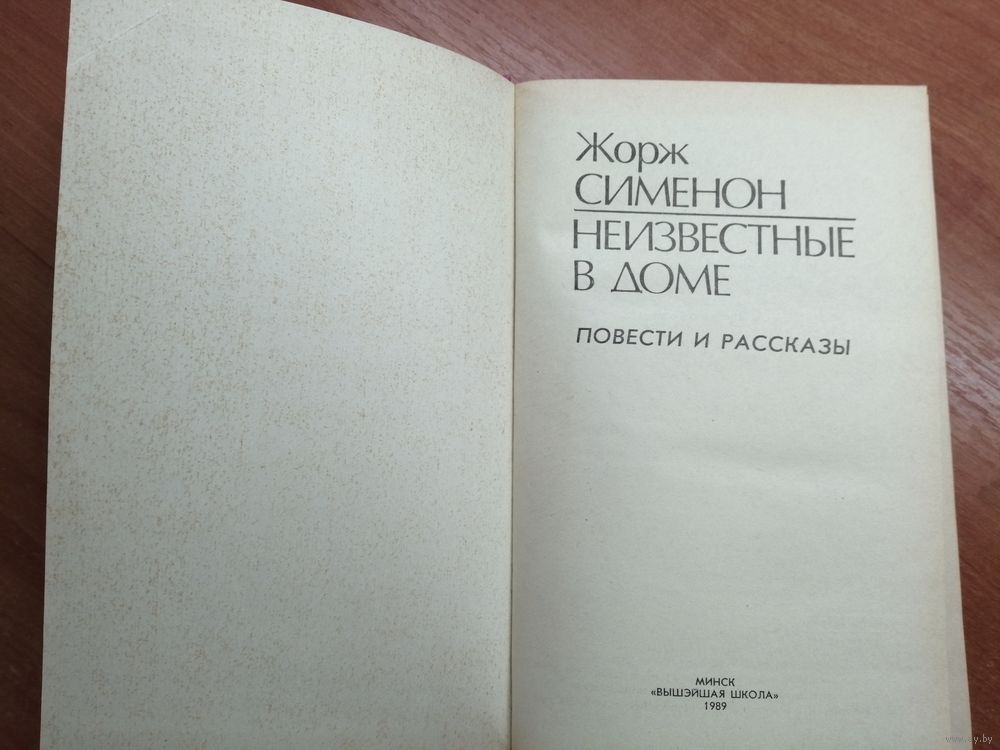 Жорж
СИМЕНОН
НЕИЗВЕСТНЫЕ
В ДОМЕ
ПОВЕСТИ И РАССКАЗЫ
МИНСК
«ВЫШЭЙШАЯ ШКОЛА»
1989